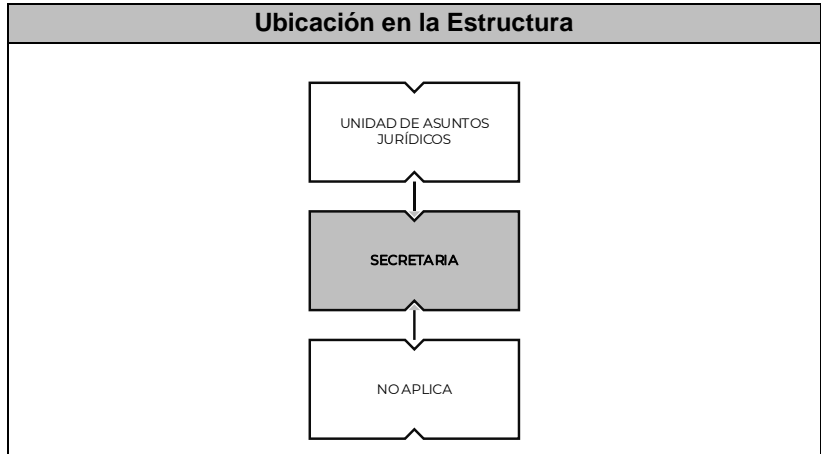 Ubicación en la Estructura
UNIDAD DE ASUNTOS
JURÍDICOS
SECRETARIA
NO APLICA